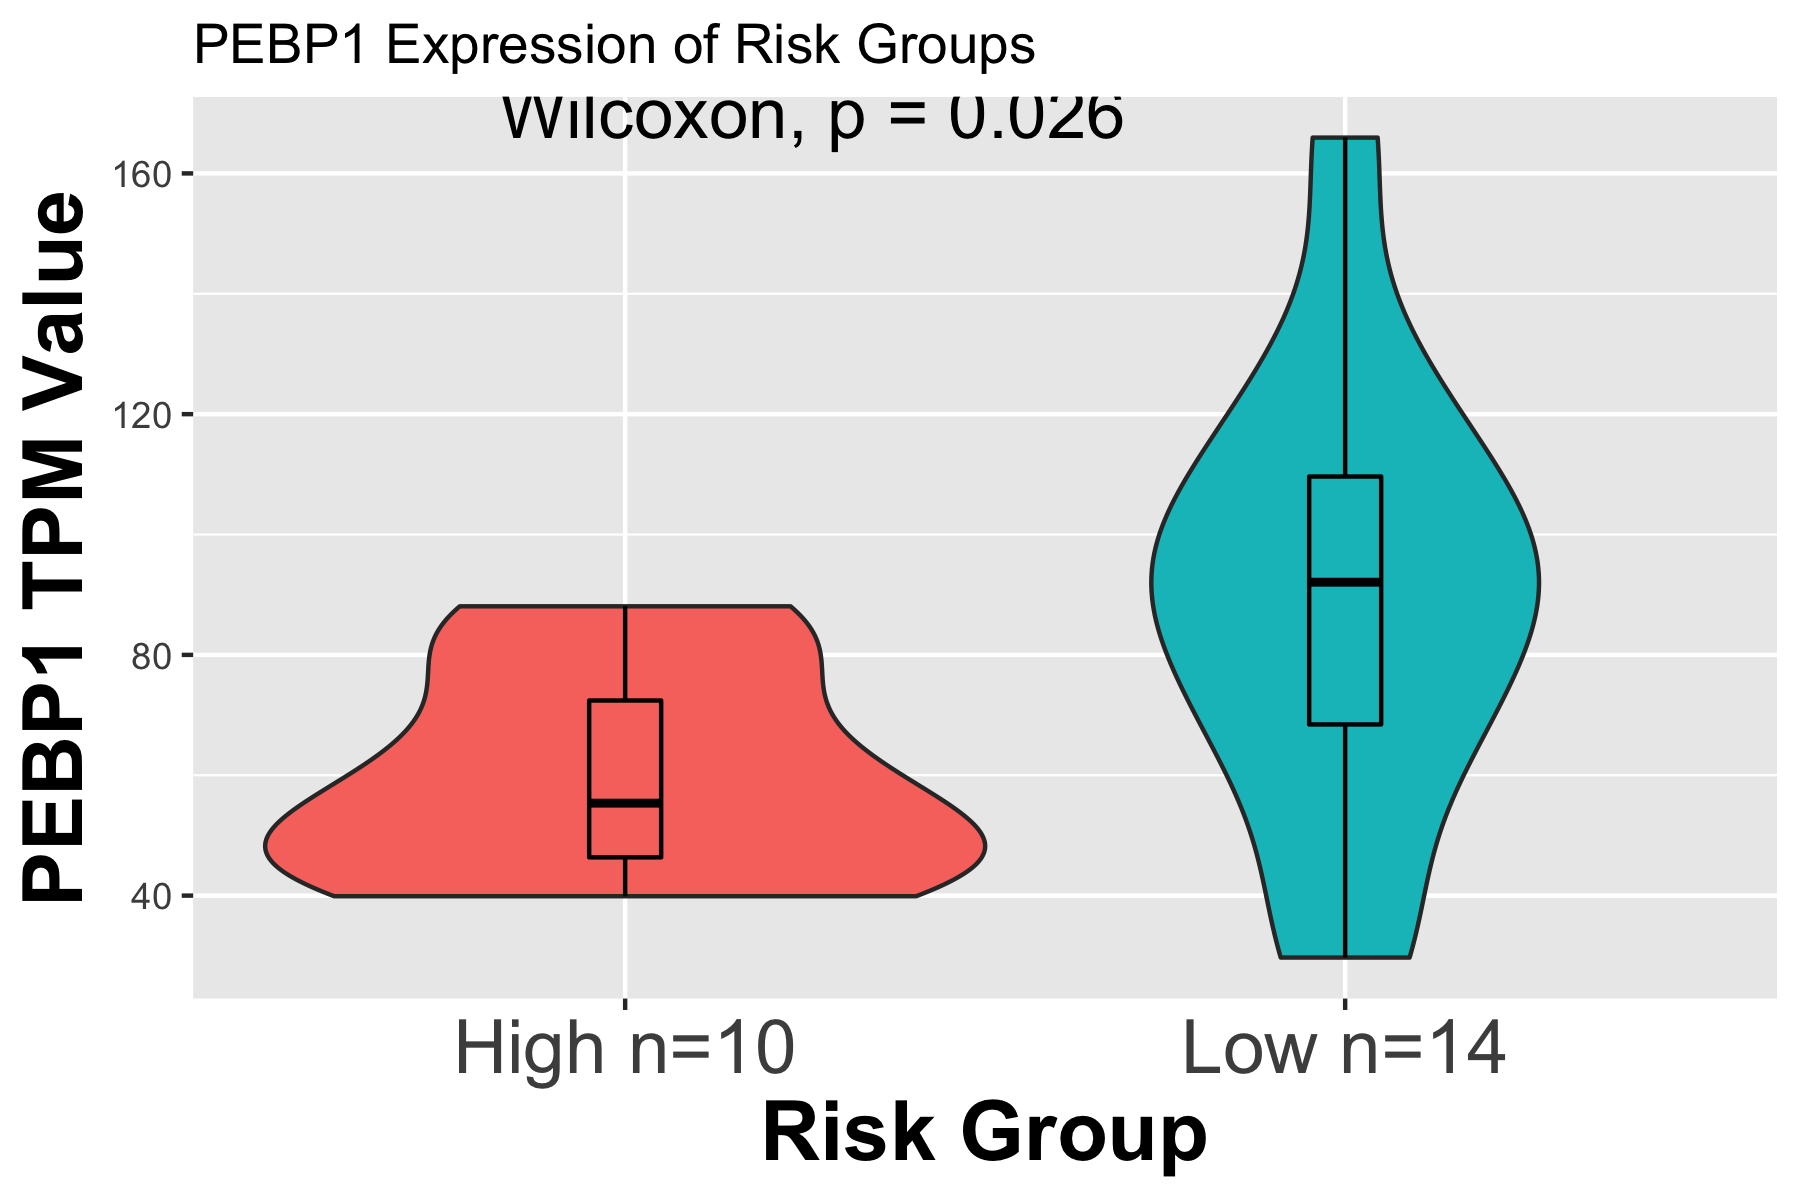 PEBP1 Expression of Risk Groups
Wilcoxon, p = 0.026
160
120
80
40
PEBP1 TPM Value
High n=10
Low n=14
Risk Group